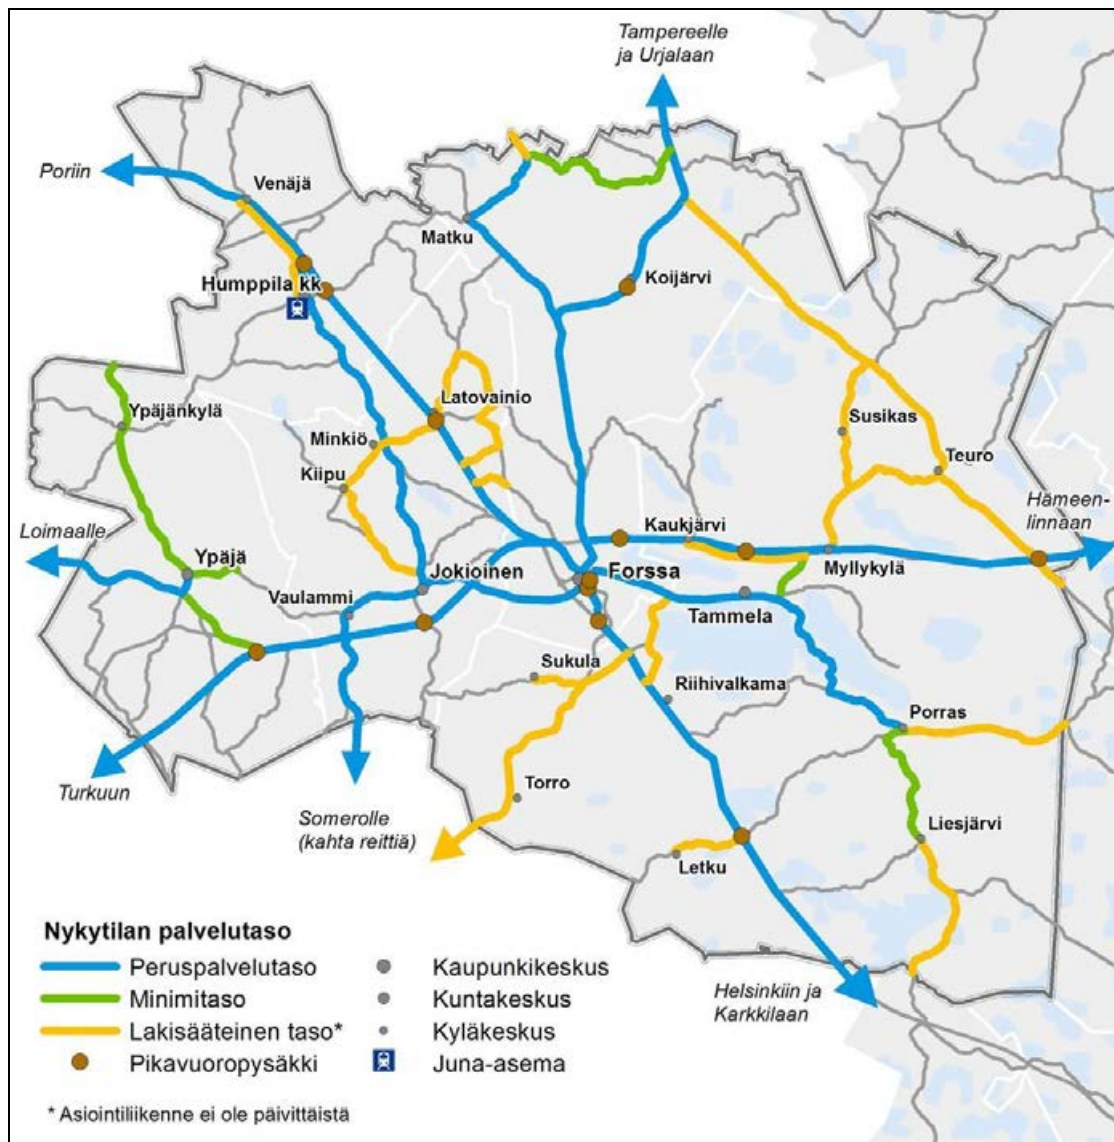 Tampereelle
ja Urjalaan
Poriin
Venäjä
Matku
Humppila kk
Koijärvi
Latovainio
Ypäjänkylä
Susikas
Minkiö
Teuro
Kiipu
Hämeen-
linnaan
Loimaalle
Kaukjärvi
Ypäjä
Jokioinen
Forssa
Myllykylä
Vaulammi
Tammela
Sukula
Riihivalkama
Porras
Turkuun
Torro
Somerolle
(kahta reittiä)
Liesjärvi
Letku
Helsinkiin ja
Karkkilaan
Nykytilan palvelutaso
Peruspalvelutaso
Minimitaso
Lakisääteinen taso*
Pikavuoropysäkki
Kaupunkikeskus
Kuntakeskus
Kyläkeskus
Juna-asema
* Asiointiliikenne ei ole päivittäistä